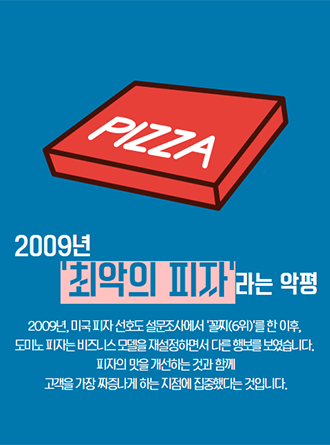 PIZZA
2009년
'최악의 피자'라는 악평
2009년, 미국 피자 선호도 설문조사에서 '꼴찌(6위)'를 한 이후,
도미노 피자는 비즈니스 모델을 재설정하면서 다른 행보를 보였습니다.
피자의 맛을 개선하는 것과 함께
고객을 가장 짜증나게 하는 지점에 집중했다는 것입니다.